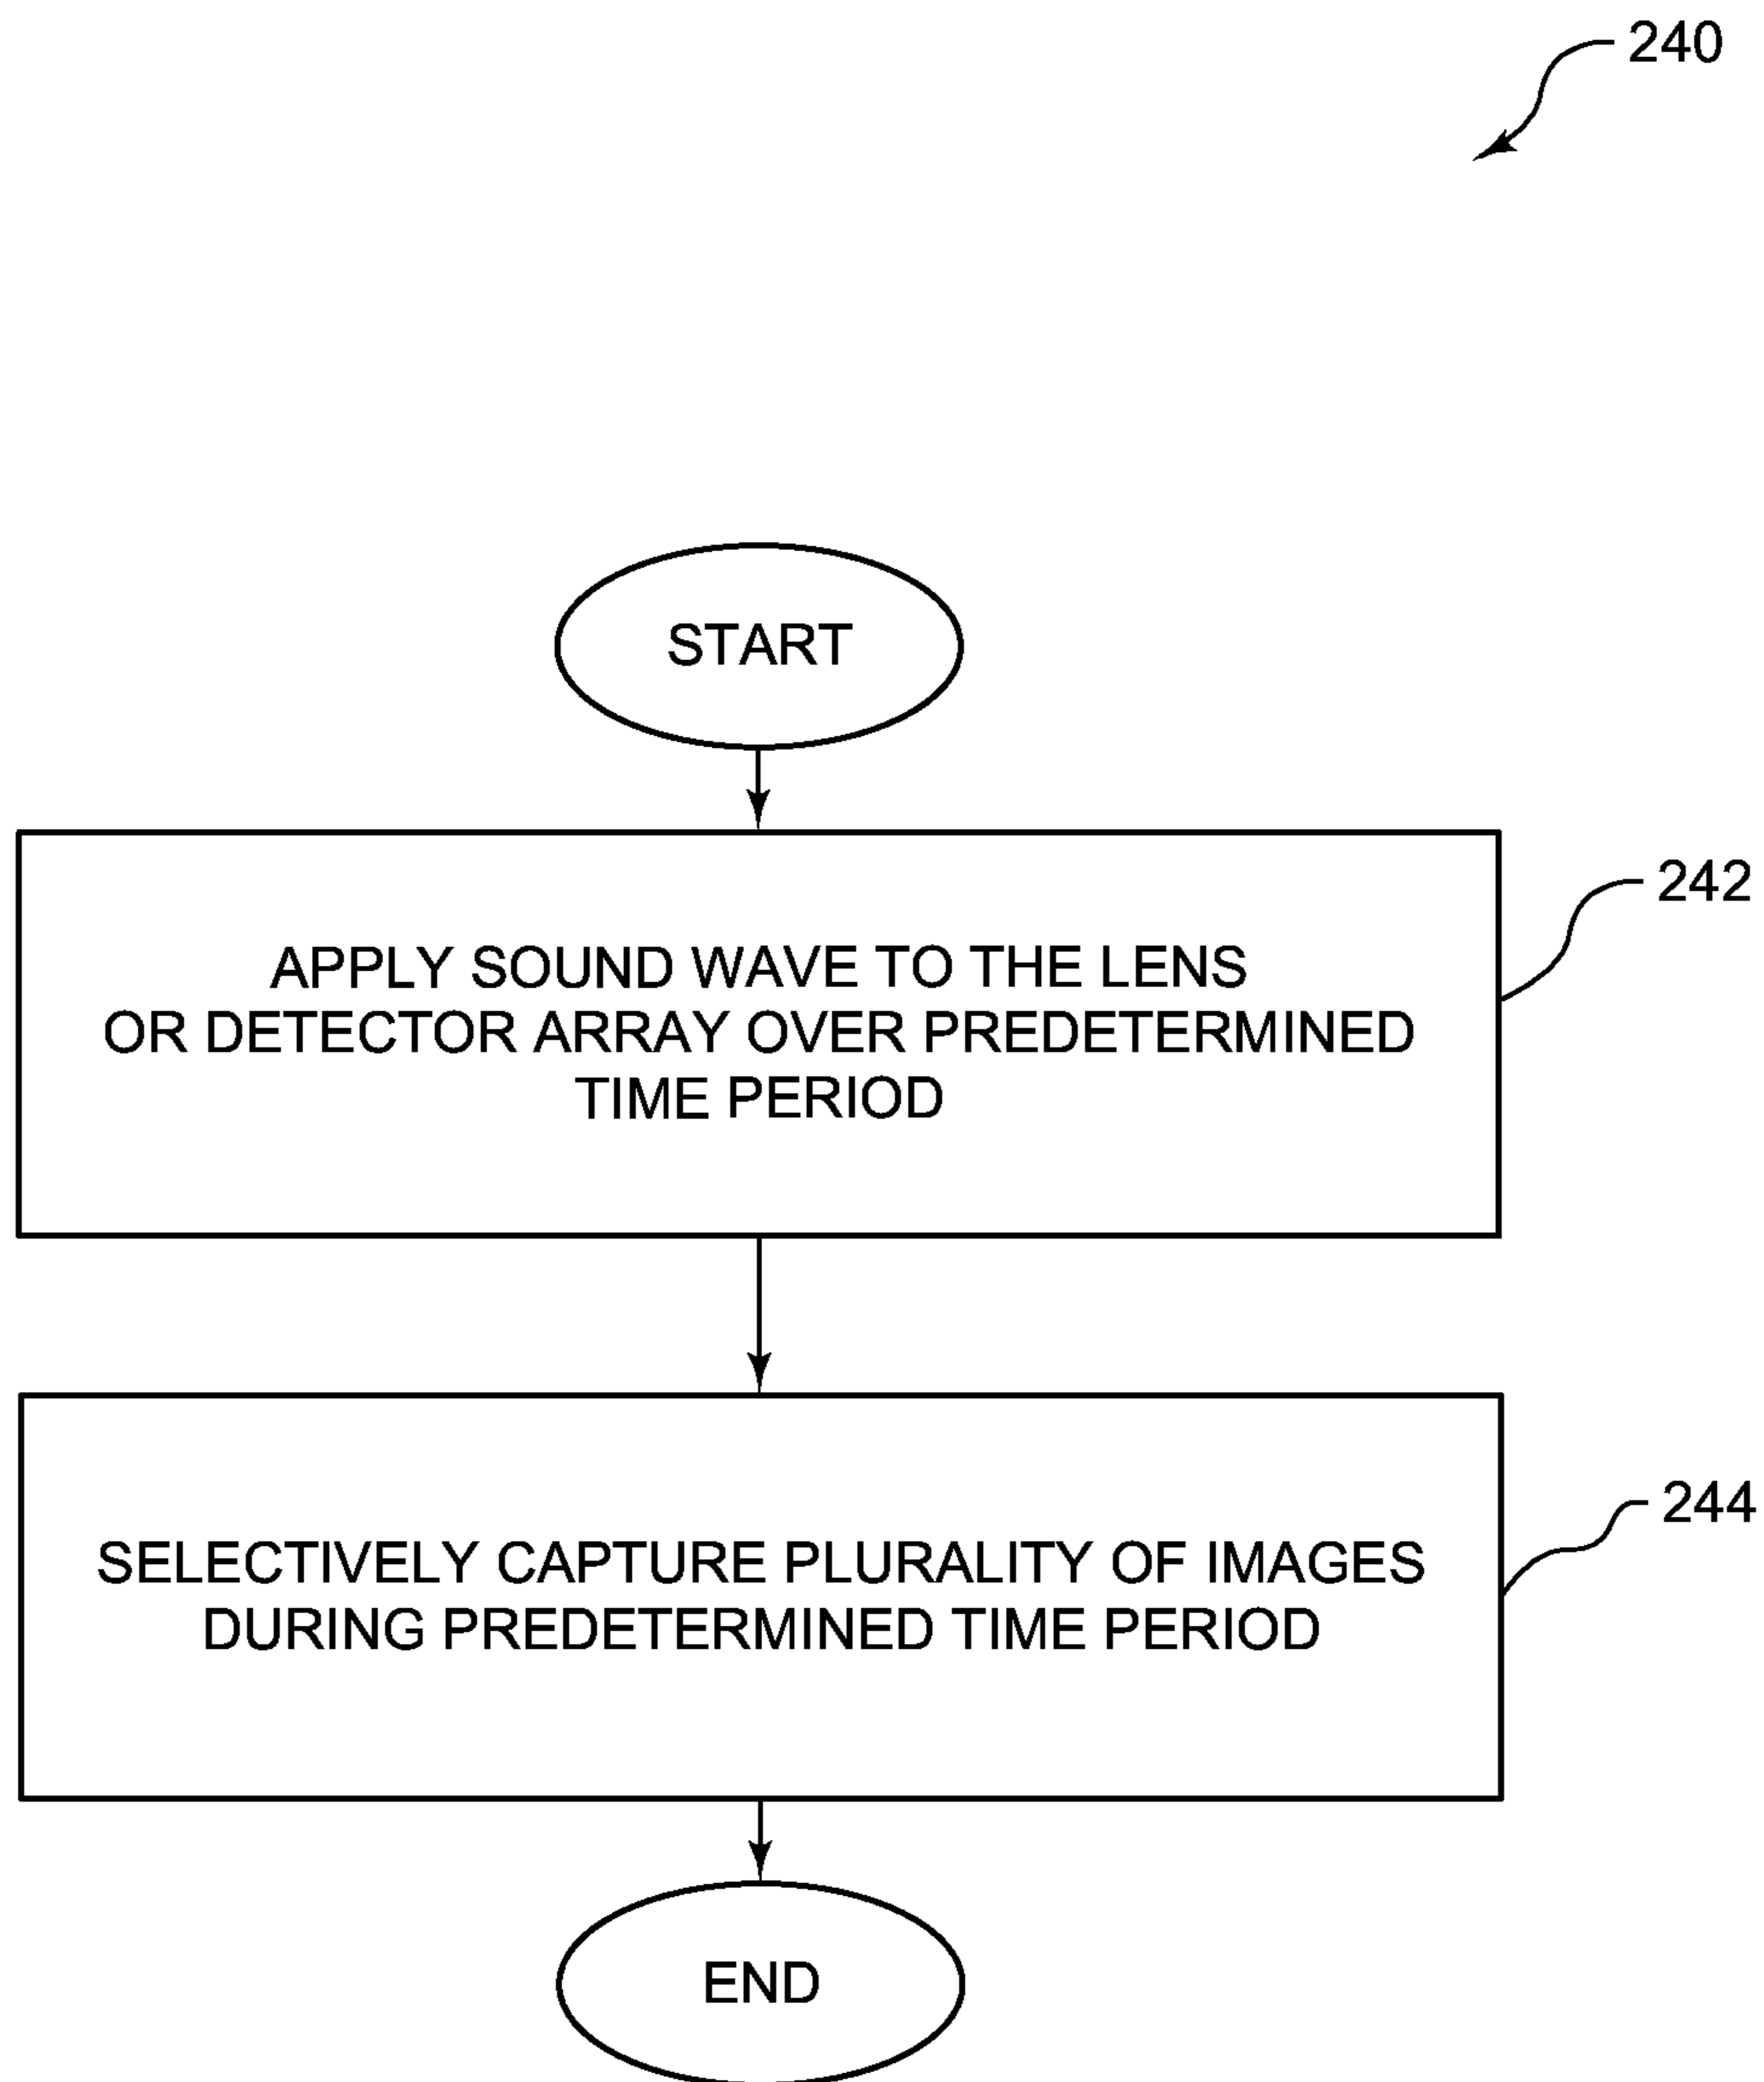 240
START
242
APPLY SOUND WAVE TO THE LENS
OR DETECTOR ARRAY OVER PREDETERMINED
TIME PERIOD
244
SELECTIVELY CAPTURE PLURALITY OF IMAGES
DURING PREDETERMINED TIME PERIOD
END